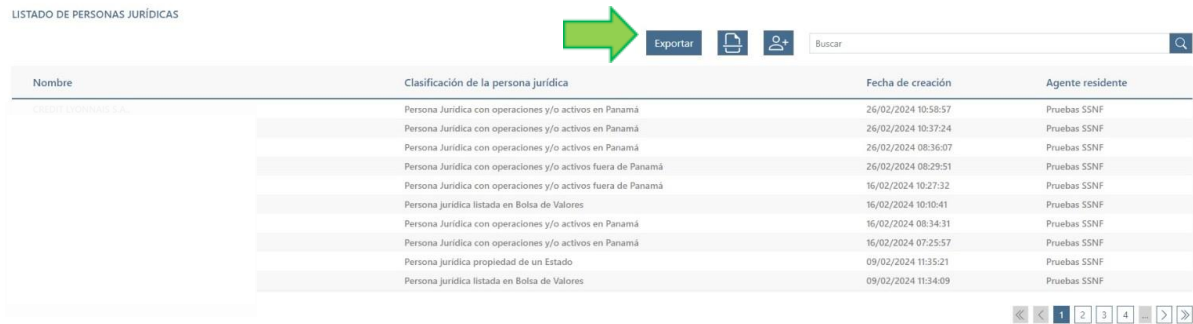 LISTADO DE PERSONAS JURÍDICAS
Exportar
Buscar
Nombre Clasificación de la persona jurídica Fecha de creación Agente residente
Persona Jurídica con operaciones y/o activos en Panamá 26/02/2024 10:58:57 Pruebas SSNF
Persona Jurídica con operaciones y/o activos en Panamá 26/02/2024 10:37:24 Pruebas SSNF
Persona Jurídica con operaciones y/o activos en Panamá 26/02/2024 08:36:07 Pruebas SSNF
Persona Jurídica con operaciones y/o activos fuera de Panamá 26/02/2024 08:29:51 Pruebas SSNF
Persona Jurídica con operaciones y/o activos fuera de Panamá 16/02/2024 10:27:32 Pruebas SSNF
Persona jurídica listada en Bolsa de Valores 16/02/2024 10:10:41 Pruebas SSNF
Persona Jurídica con operaciones y/o activos en Panamá 16/02/2024 08:34:31 Pruebas SSNF
Persona Jurídica con operaciones y/o activos en Panamá 16/02/2024 07:25:57 Pruebas SSNF
Persona jurídica propiedad de un Estado 09/02/2024 11:35:21 Pruebas SSNF
Persona jurídica listada en Bolsa de Valores 09/02/2024 11:34:09 Pruebas SSNF
1 2 3 4 ...